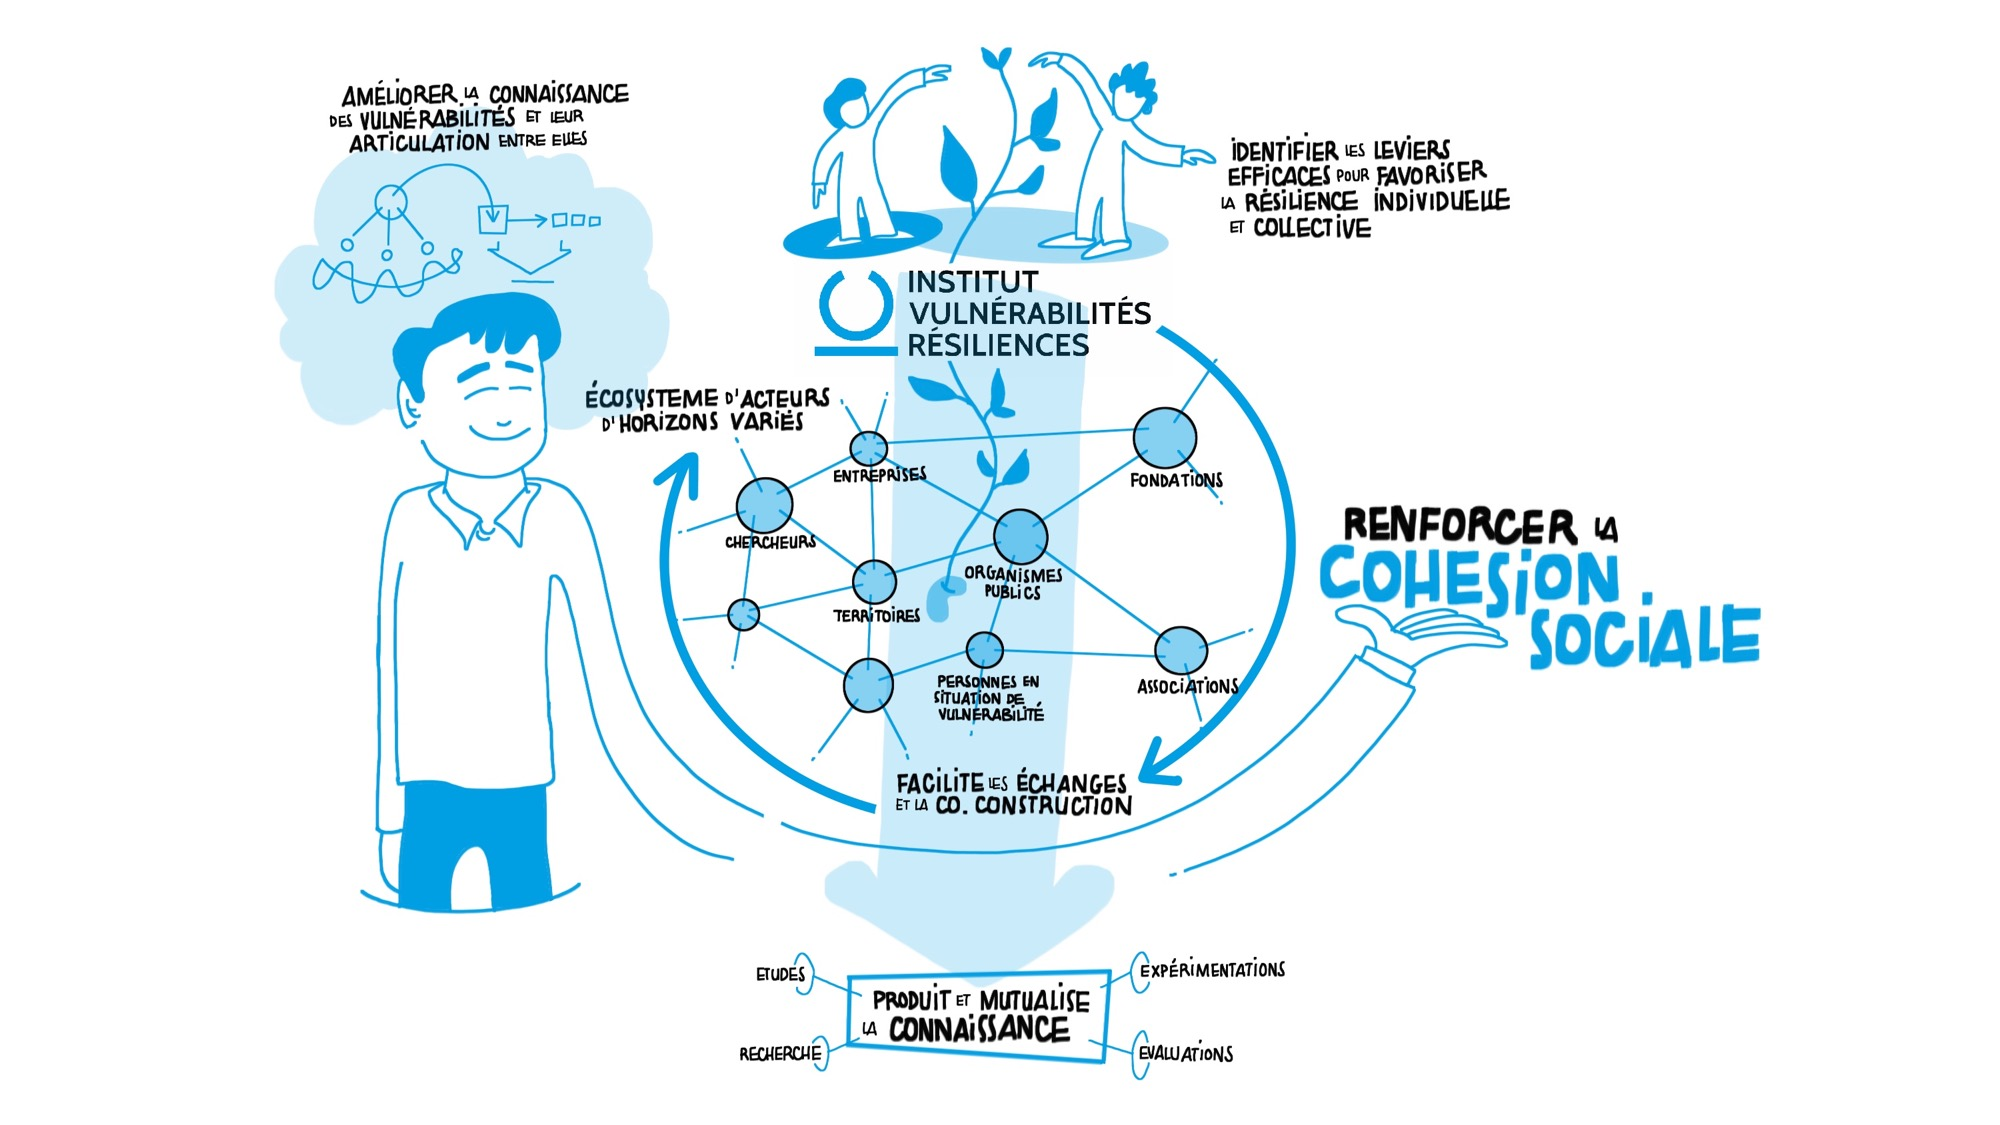 AMÉLIORER LA CONNAISSANCE
DES VULNÉRABILITÉS ET LEUR
ARTICULATION ENTRE ELLES
IDENTIFIER LES LEVIERS
EFFICACES POUR FAVORISER
LA RÉSILIENCE INDIVIDUELLE
ET COLLECTIVE
INSTITUT
VULNÉRABILITÉS
RÉSILIENCES
ÉCOSYSTEME D'ACTEURS
D'HORIZONS VARIÉS
ENTREPRISES
FONDATIONS
CHERCHEURS
ORGANISMES
PUBLICS
TERRITOIRES
PERSONNES EN
SITUATION DE
VULNÉRABILITÉ
ASSOCIATIONS
RENFORCER LA
COHESION
SOCIALE
FACILITE LES ÉCHANGES
ET LA CO. CONSTRUCTION
ETUDES
EXPÉRIMENTATIONS
PRODUIT ET MUTUALISE
LA CONNAISSANCE
RECHERCHE
EVALUATIONS